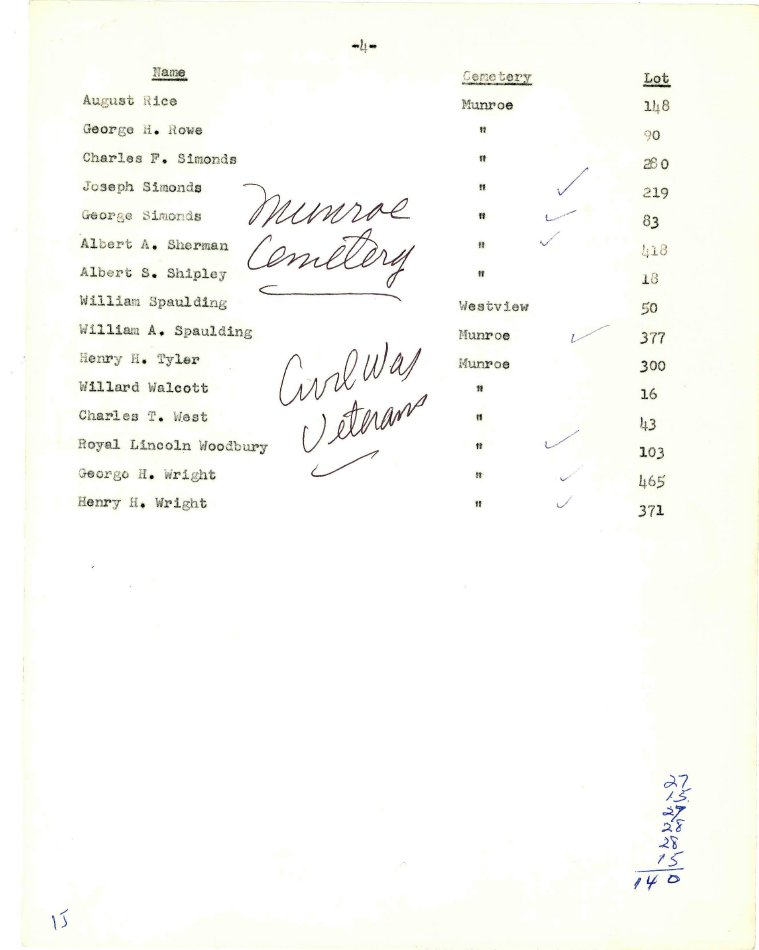 -4-
Name Cemetery Lot
August Rice Munroe 148
George H. Rowe " 90
Charles F. Simonds " 280
Joseph Simonds " 219
George Simonds " 83
Albert A. Sherman " 418
Albert S. Shipley " 18
William Spaulding Westview 50
William A. Spaulding Munroe 377
Henry H. Tyler Munroe 300
Willard Walcott " 16
Charles T. West " 43
Royal Lincoln Woodbury " 103
George H. Wright " 465
Henry H. Wright " 371
Munroe
Cemetery
Civil War
Veterans
27
15
28
28
15
140
15